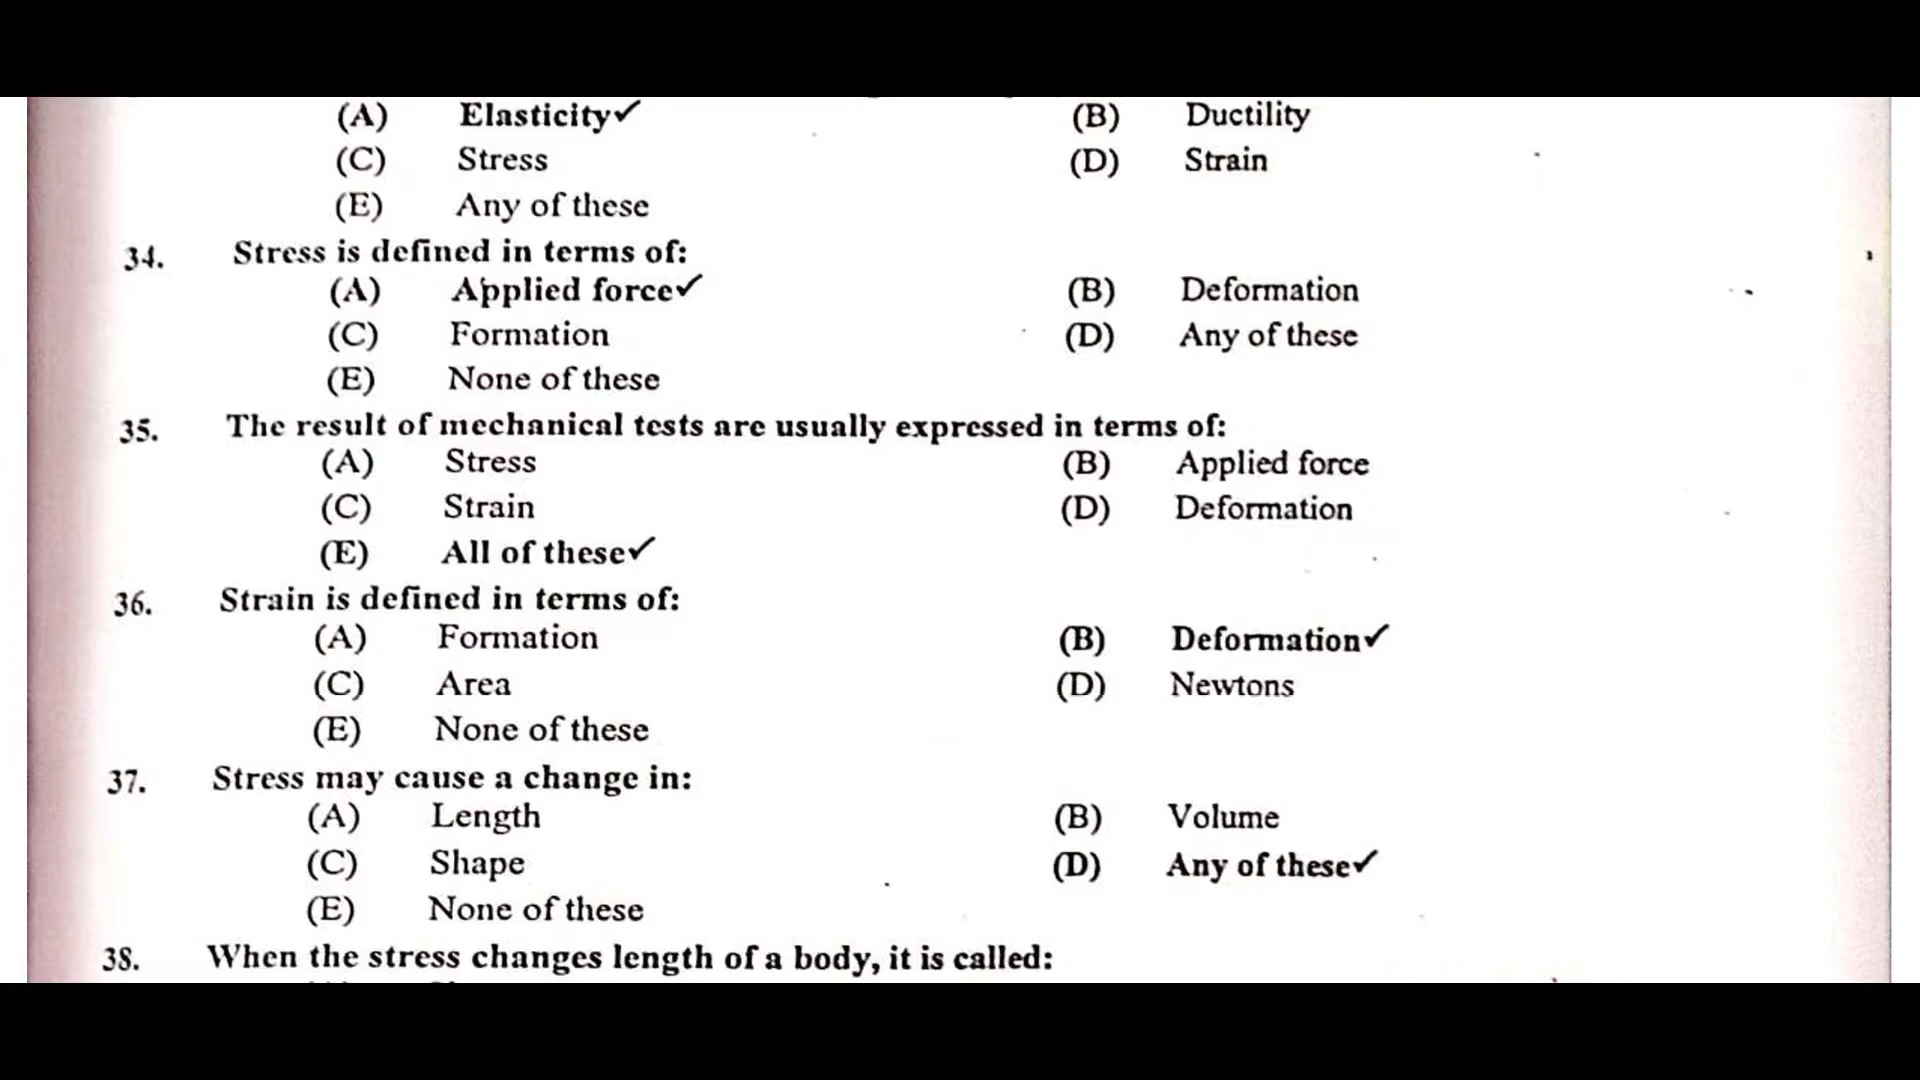 (A) Elasticity✓ (B) Ductility
(C) Stress (D) Strain
(E) Any of these
34. Stress is defined in terms of:
(A) Applied force✓ (B) Deformation
(C) Formation (D) Any of these
(E) None of these
35. The result of mechanical tests are usually expressed in terms of:
(A) Stress (B) Applied force
(C) Strain (D) Deformation
(E) All of these✓
36. Strain is defined in terms of:
(A) Formation (B) Deformation✓
(C) Area (D) Newtons
(E) None of these
37. Stress may cause a change in:
(A) Length (B) Volume
(C) Shape (D) Any of these✓
(E) None of these
38. When the stress changes length of a body, it is called: